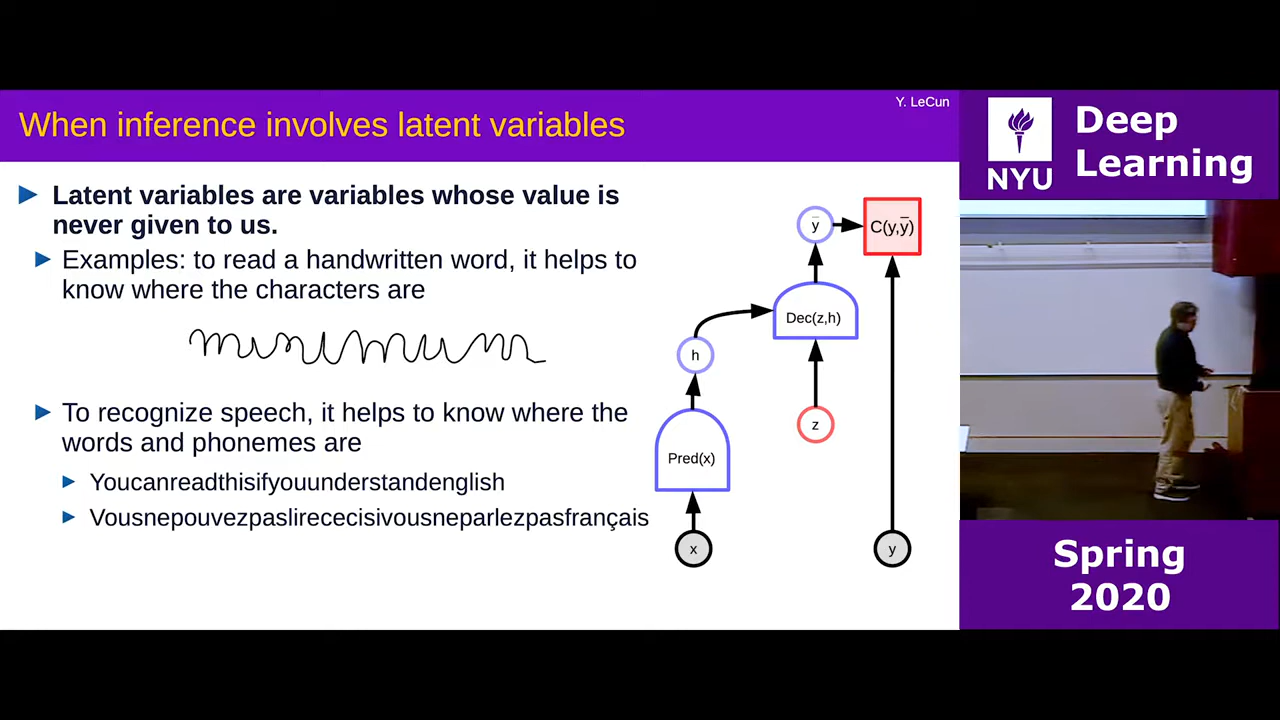 Y. LeCun
When inference involves latent variables
Latent variables are variables whose value is
never given to us.
Examples: to read a handwritten word, it helps to
know where the characters are
minimum
To recognize speech, it helps to know where the
words and phonemes are
Youcanreadthisifyouunderstandenglish
Vousnepouvezpaslirececisivousneparlezpasfrançais
ȳ
C(y,ȳ)
Dec(z,h)
h
z
Pred(x)
x
y
NYU
Deep
Learning
Spring
2020